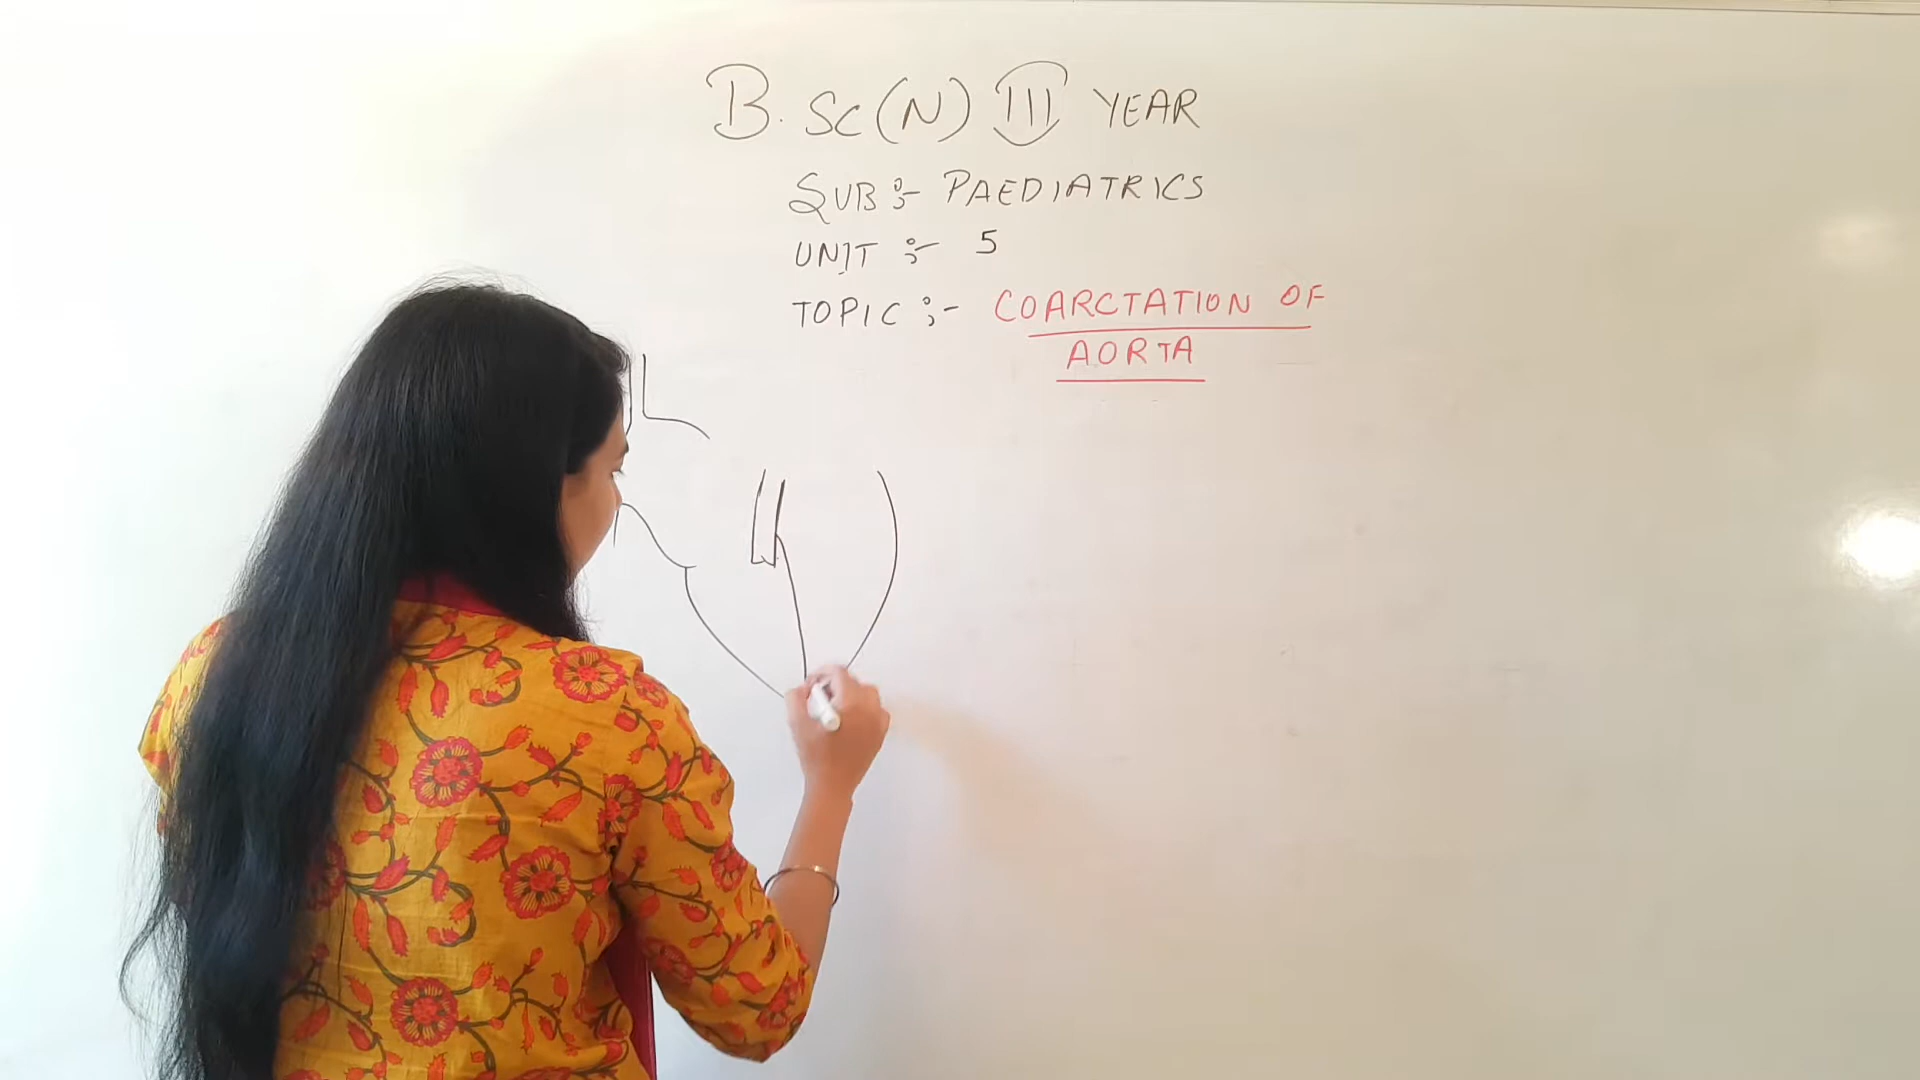 B. Sc (N) III YEAR
SUB :- PAEDIATRICS
UNIT :- 5
TOPIC :- COARCTATION OF
AORTA